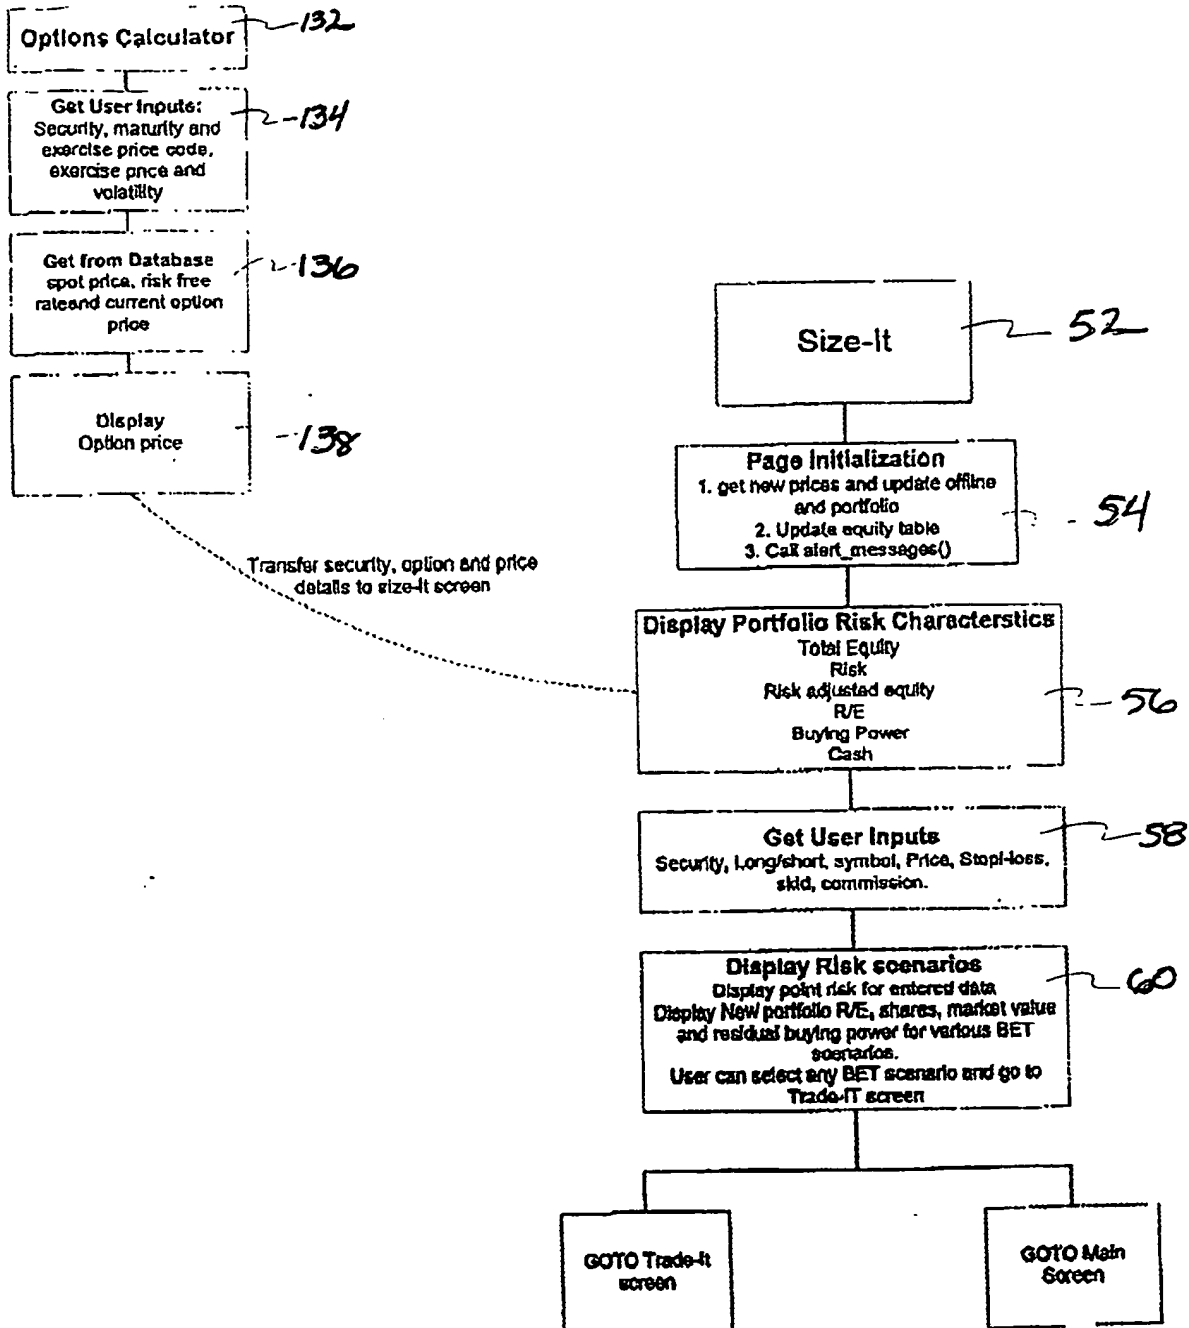 Options Calculator
132
Get User Inputs:
Security, maturity and
exercise price code,
exercise price and
volatility
134
Get from Database
spot price, risk free
rateand current option
price
136
Display
Option price
138
Transfer security, option and price
details to size-it screen
Size-It
52
Page Initialization
1. get new prices and update offline
and portfolio
2. Update equity table
3. Call alert_messages()
54
Display Portfolio Risk Characterstics
Total Equity
Risk
Risk adjusted equity
R/E
Buying Power
Cash
56
Get User Inputs
Security, Long/short, symbol, Price, Stopl-loss,
skid, commission.
58
Display Risk scenarios
Display point risk for entered data
Display New portfolio R/E, shares, market value
and residual buying power for various BET
scenarios.
User can select any BET scenario and go to
Trade-IT screen
60
GOTO Trade-It
screen
GOTO Main
Screen